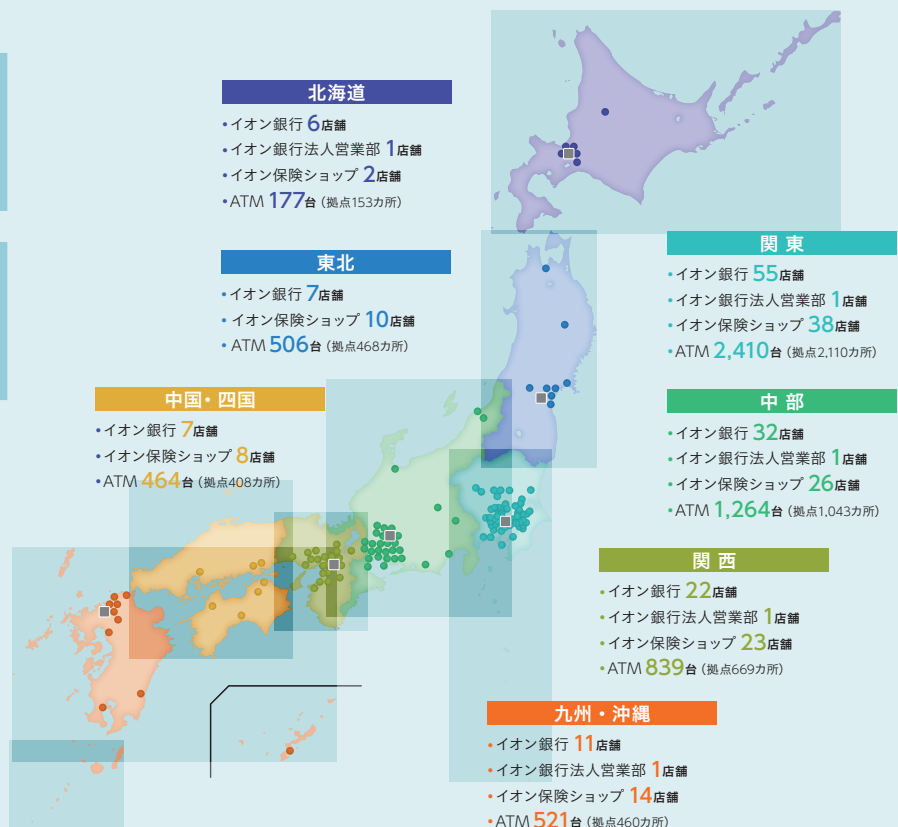 北海道
•イオン銀行 6店舗
•イオン銀行法人営業部 1店舗
•イオン保険ショップ 2店舗
•ATM 177台（拠点153カ所）
東北
•イオン銀行 7店舗
•イオン保険ショップ 10店舗
•ATM 506台（拠点468カ所）
関 東
•イオン銀行 55店舗
•イオン銀行法人営業部 1店舗
•イオン保険ショップ 38店舗
•ATM 2,410台（拠点2,110カ所）
中国・四国
•イオン銀行 7店舗
•イオン保険ショップ 8店舗
•ATM 464台（拠点408カ所）
中 部
•イオン銀行 32店舗
•イオン銀行法人営業部 1店舗
•イオン保険ショップ 26店舗
•ATM 1,264台（拠点1,043カ所）
関 西
•イオン銀行 22店舗
•イオン銀行法人営業部 1店舗
•イオン保険ショップ 23店舗
•ATM 839台（拠点669カ所）
九州・沖縄
•イオン銀行 11店舗
•イオン銀行法人営業部 1店舗
•イオン保険ショップ 14店舗
•ATM 521台（拠点460カ所）